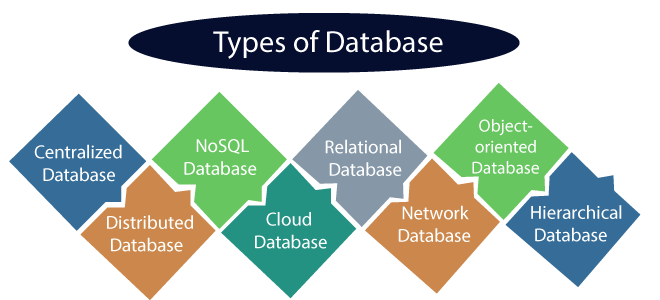 Types of Database
Centralized
Database
Distributed
Database
NoSQL
Database
Cloud
Database
Relational
Database
Network
Database
Object-
oriented
Database
Hierarchical
Database